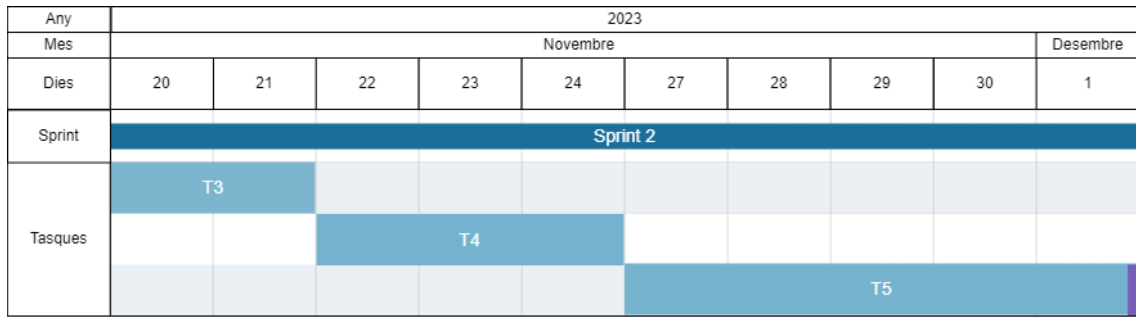 Any 2023
Mes Novembre Desembre
Dies 20 21 22 23 24 27 28 29 30 1
Sprint Sprint 2
T3
Tasques T4
T5